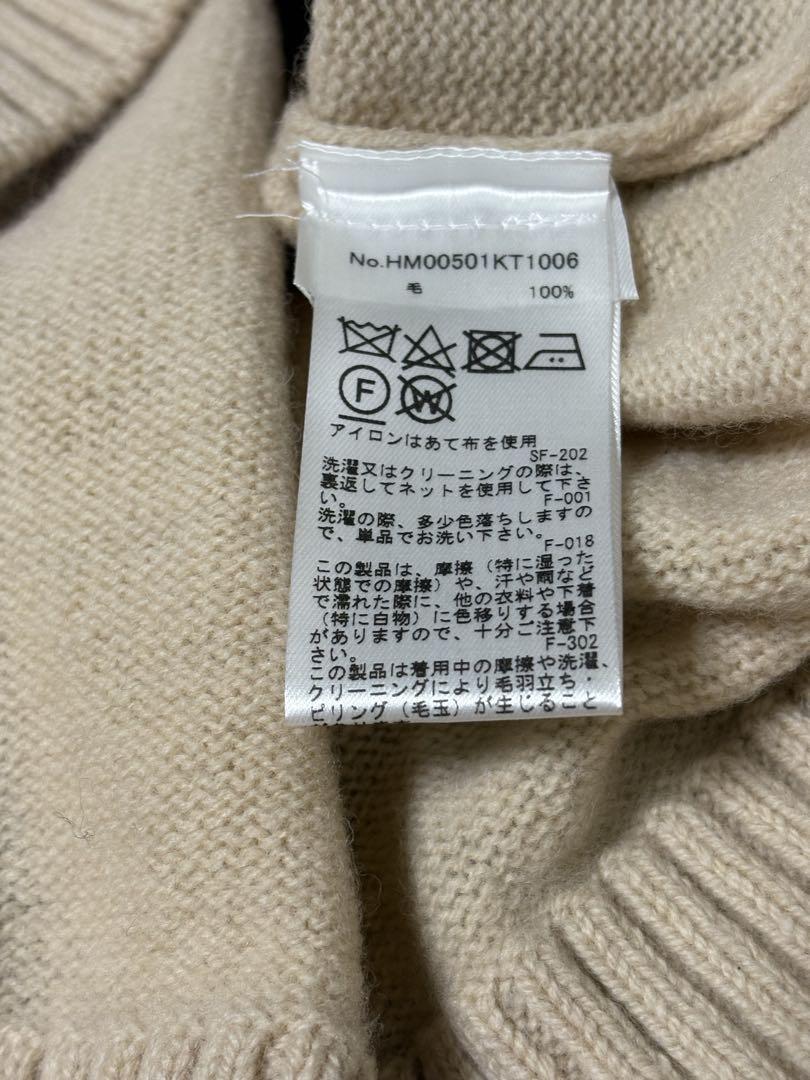 No.HM00501KT1006
毛 100%
F W
アイロンはあて布を使用
SF-202
洗濯又はクリーニングの際は、
裏返してネットを使用して下さ
い。 F-001
洗濯の際、多少色落ちしますの
で、単品でお洗い下さい。
F-018
この製品は、摩擦（特に湿った
状態での摩擦）や、汗や雨など
で濡れた際に、他の衣料や下着
（特に白物）に色移りする場合
がありますので、十分ご注意下
さい。 F-302
この製品は着用中の摩擦や洗濯、
クリーニングにより毛羽立ち・
ピリング（毛玉）が生じること